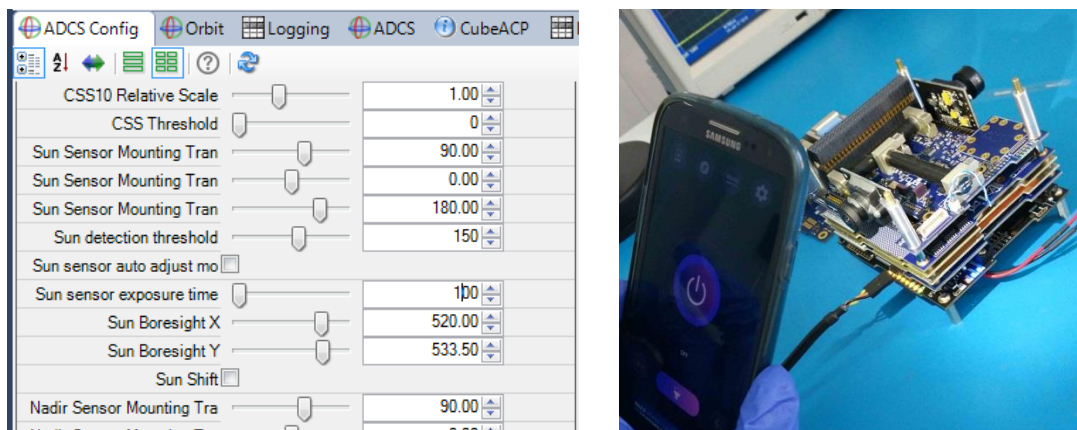 ADCS Config Orbit Logging ADCS CubeACP
CSS10 Relative Scale 1.00
CSS Threshold 0
Sun Sensor Mounting Tran 90.00
Sun Sensor Mounting Tran 0.00
Sun Sensor Mounting Tran 180.00
Sun detection threshold 150
Sun sensor auto adjust mo
Sun sensor exposure time 100
Sun Boresight X 520.00
Sun Boresight Y 533.50
Sun Shift
Nadir Sensor Mounting Tra 90.00
SAMSUNG